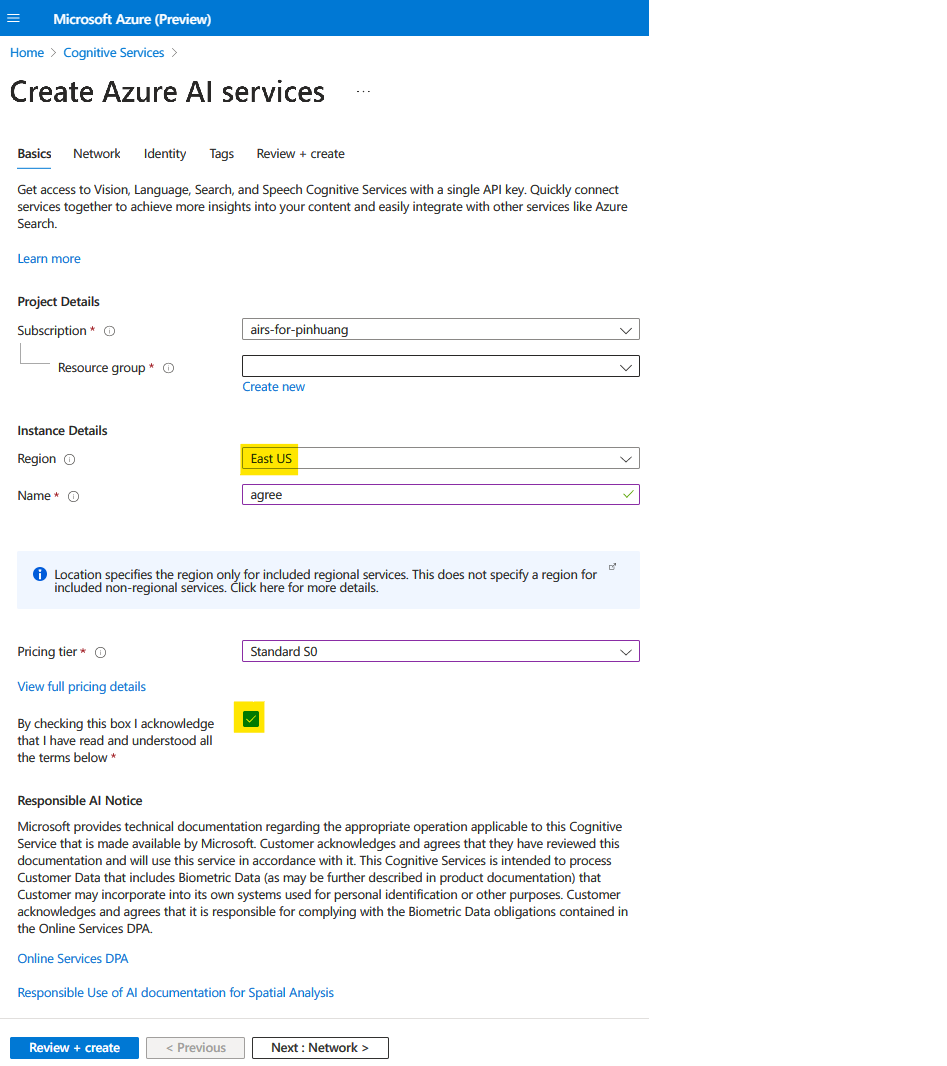 Microsoft Azure (Preview)
Home > Cognitive Services >
Create Azure AI services ...
Basics Network Identity Tags Review + create
Get access to Vision, Language, Search, and Speech Cognitive Services with a single API key. Quickly connect
services together to achieve more insights into your content and easily integrate with other services like Azure
Search.
Learn more
Project Details
Subscription * airs-for-pinhuang
Resource group *
Create new
Instance Details
Region East US
Name * agree
Location specifies the region only for included regional services. This does not specify a region for
included non-regional services. Click here for more details.
Pricing tier * Standard S0
View full pricing details
By checking this box I acknowledge
that I have read and understood all
the terms below *
Responsible AI Notice
Microsoft provides technical documentation regarding the appropriate operation applicable to this Cognitive
Service that is made available by Microsoft. Customer acknowledges and agrees that they have reviewed this
documentation and will use this service in accordance with it. This Cognitive Services is intended to process
Customer Data that includes Biometric Data (as may be further described in product documentation) that
Customer may incorporate into its own systems used for personal identification or other purposes. Customer
acknowledges and agrees that it is responsible for complying with the Biometric Data obligations contained in
the Online Services DPA.
Online Services DPA
Responsible Use of AI documentation for Spatial Analysis
Review + create < Previous Next : Network >